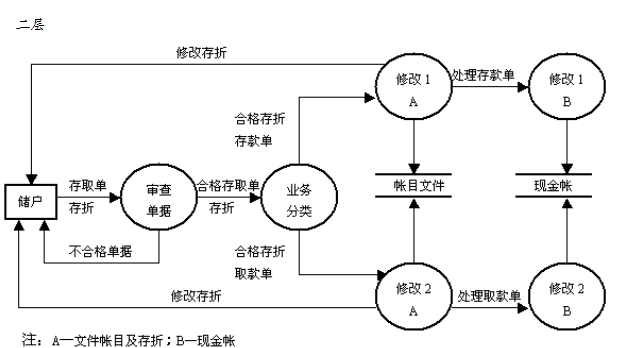 二层
修改存折
修改 1
A
处理存款单
修改 1
B
合格存折
存款单
储户
存取单
存折
审查
单据
合格存取单
存折
业务
分类
帐目文件
现金帐
不合格单据
合格存折
取款单
修改存折
修改 2
A
处理取款单
修改 2
B
注：A—文件帐目及存折；B—现金帐